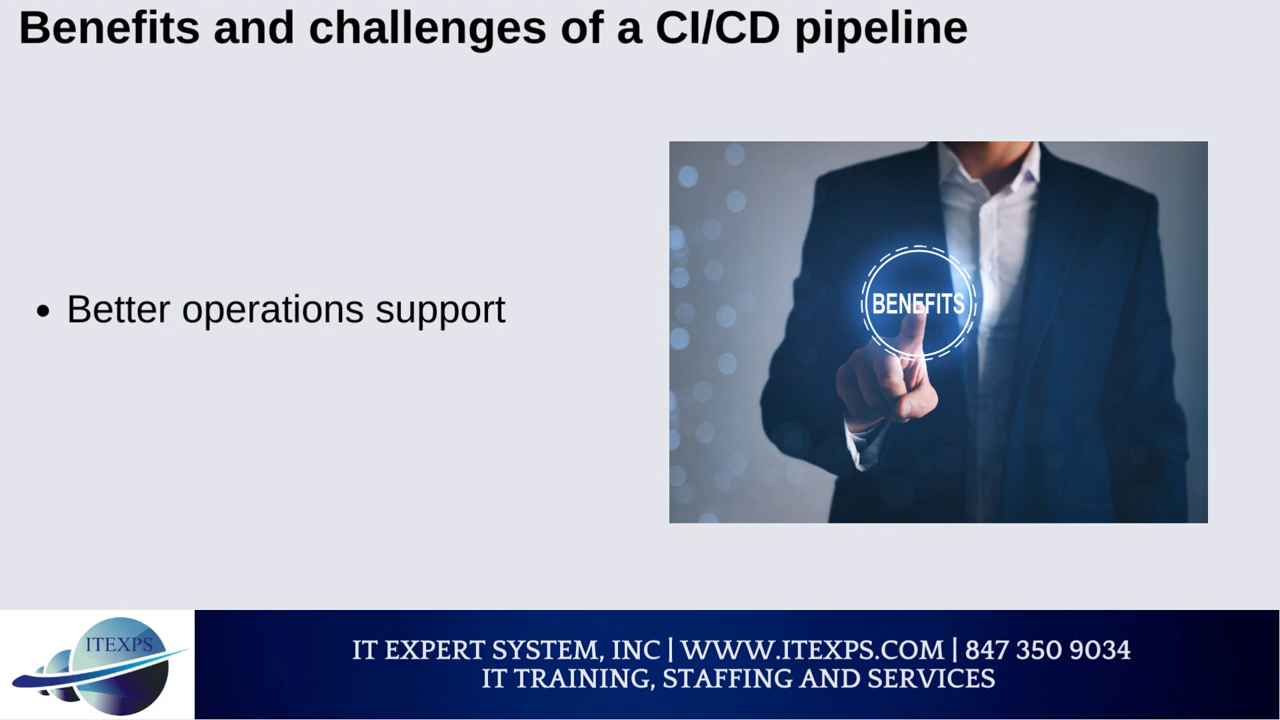 Benefits and challenges of a CI/CD pipeline
• Better operations support
BENEFITS
ITEXPS
IT EXPERT SYSTEM, INC | WWW.ITEXPS.COM | 847 350 9034
IT TRAINING, STAFFING AND SERVICES